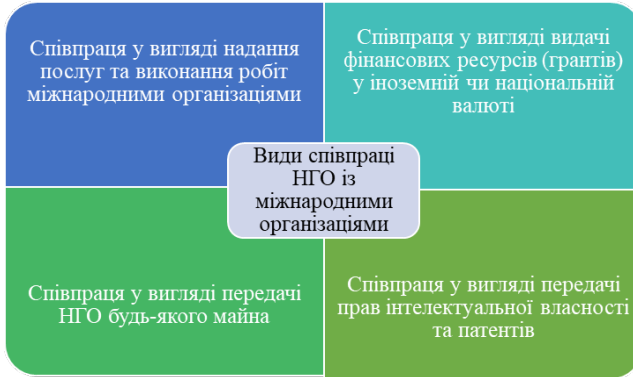 Співпраця у вигляді надання
послуг та виконання робіт
міжнародними організаціями
Співпраця у вигляді видачі
фінансових ресурсів (грантів)
у іноземній чи національній
валюті
Види співпраці
НГО із
міжнародними
організаціями
Співпраця у вигляді передачі
НГО будь-якого майна
Співпраця у вигляді передачі
прав інтелектуальної власності
та патентів